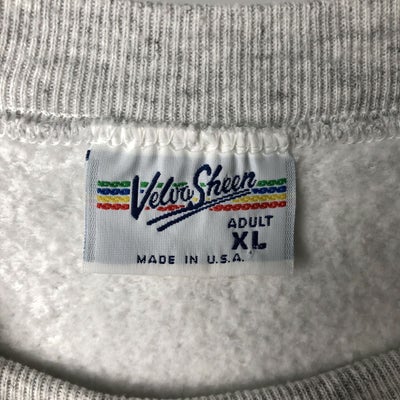 Velva Sheen
ADULT
XL
MADE IN U.S.A.